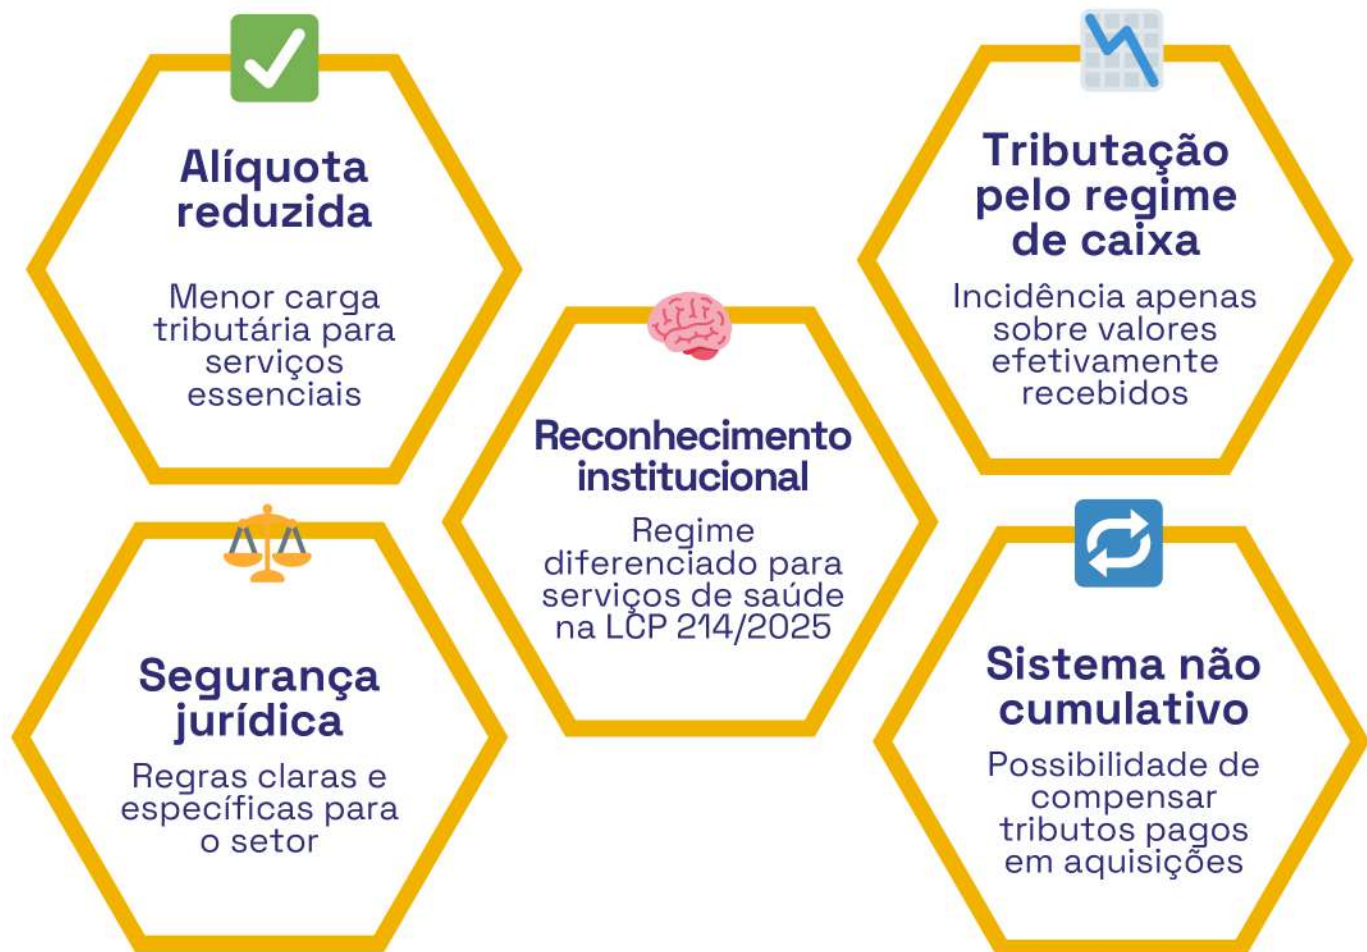 Alíquota
reduzida
Menor carga
tributária para
serviços
essenciais
Tributação
pelo regime
de caixa
Incidência apenas
sobre valores
efetivamente
recebidos
Reconhecimento
institucional
Regime
diferenciado para
serviços de saúde
na LCP 214/2025
Segurança
jurídica
Regras claras e
específicas para
o setor
Sistema não
cumulativo
Possibilidade de
compensar
tributos pagos
em aquisições